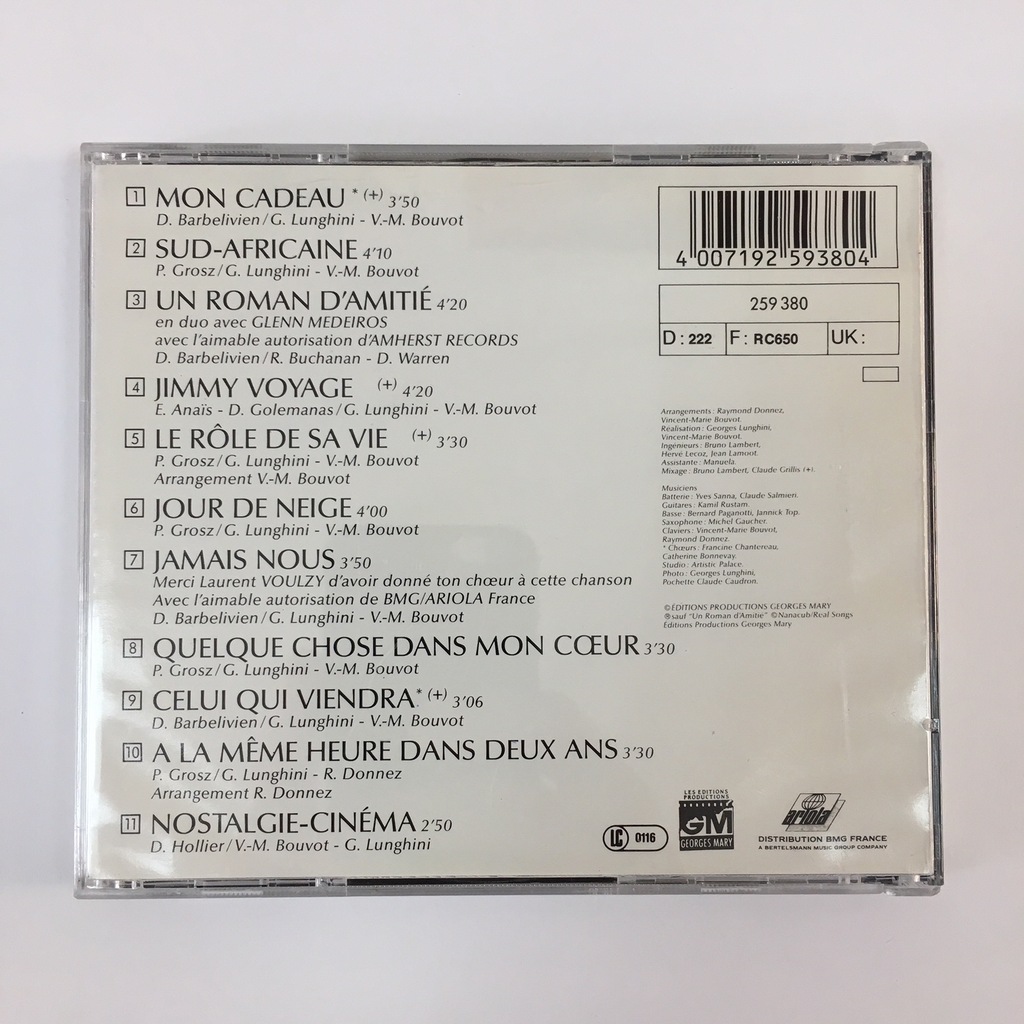 1 MON CADEAU * (+) 3'50
D. Barbelivien/G. Lunghini - V.-M. Bouvot
2 SUD-AFRICAINE 4'10
P. Grosz/G. Lunghini - V.-M. Bouvot
3 UN ROMAN D'AMITIÉ 4'20
en duo avec GLENN MEDEIROS
avec l'aimable autorisation d'AMHERST RECORDS
D. Barbelivien/R. Buchanan - D. Warren
4 JIMMY VOYAGE (+) 4'20
E. Anaïs - D. Golemanas/G. Lunghini - V.-M. Bouvot
5 LE RÔLE DE SA VIE (+) 3'30
P. Grosz/G. Lunghini - V.-M. Bouvot
Arrangement V.-M. Bouvot
6 JOUR DE NEIGE 4'00
P. Grosz/G. Lunghini - V.-M. Bouvot
7 JAMAIS NOUS 3'50
Merci Laurent VOULZY d'avoir donné ton chœur à cette chanson
Avec l'aimable autorisation de BMG/ARIOLA France
D. Barbelivien/G. Lunghini - V.-M. Bouvot
8 QUELQUE CHOSE DANS MON CŒUR 3'30
P. Grosz/G. Lunghini - V.-M. Bouvot
9 CELUI QUI VIENDRA * (+) 3'06
D. Barbelivien/G. Lunghini - V.-M. Bouvot
10 A LA MÊME HEURE DANS DEUX ANS 3'30
P. Grosz/G. Lunghini - R. Donnez
Arrangement R. Donnez
11 NOSTALGIE-CINÉMA 2'50
D. Hollier/V.-M. Bouvot - G. Lunghini
4 007192 593804
259 380
D : 222 F : RC650 UK :
Arrangements : Raymond Donnez,
Vincent-Marie Bouvot.
Realisation : Georges Lunghini,
Vincent-Marie Bouvot.
Ingénieurs : Bruno Lambert,
Hervé Lecoz, Jean Lamoot.
Assistante : Manuela.
Mixage : Bruno Lambert, Claude Grillis (+).
Musiciens
Batterie : Yves Sanna, Claude Salmieri.
Guitares : Kamil Rustam.
Basse : Bernard Paganotti, Jannick Top.
Saxophone : Michel Gaucher.
Claviers : Vincent-Marie Bouvot,
Raymond Donnez.
* Chœurs : Francine Chantereau,
Catherine Bonnevay.
Studio : Artistic Palace.
Photo : Georges Lunghini,
Pochette Claude Caudron.
© EDITIONS PRODUCTIONS GEORGES MARY
℗ sauf "Un Roman d'Amitié" © Nanacub/Real Songs
Editions Productions Georges Mary
LC 0116
LES EDITIONS
PRODUCTIONS
GM
GEORGES MARY
ariola
DISTRIBUTION BMG FRANCE
A BERTELSMANN MUSIC GROUP COMPANY